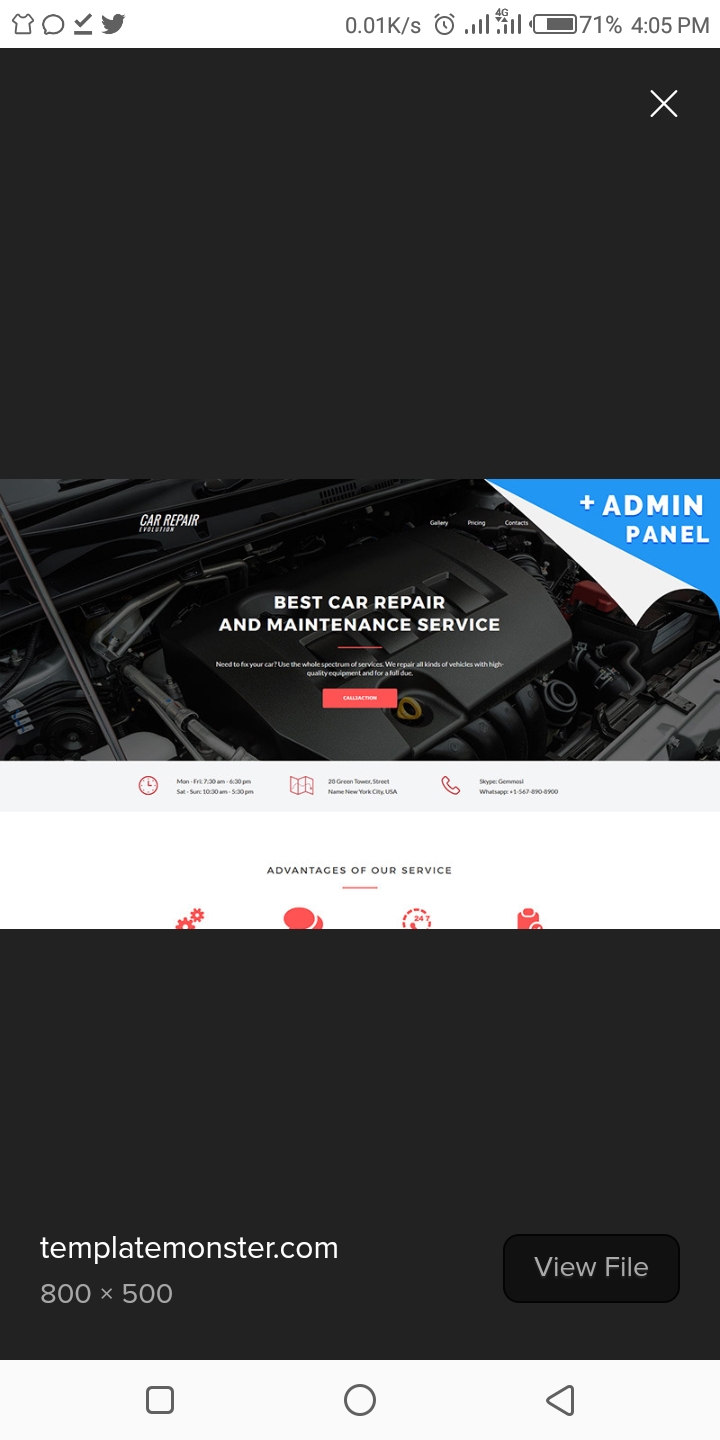 0.01K/s 4G 71% 4:05 PM
CAR REPAIR
EVOLUTION
Gallery Pricing Contacts
+ ADMIN
PANEL
BEST CAR REPAIR
AND MAINTENANCE SERVICE
Need to fix your car? Use the whole spectrum of services. We repair all kinds of vehicles with high-
quality equipment and for a full due.
CALL2ACTION
Mon - Fri: 7:30 am - 6:30 pm
Sat - Sun: 10:30 am - 5:30 pm
28 Green Tower, Street
Name New York City, USA
Skype: Gemmosi
Whatsapp: +1-567-890-8900
ADVANTAGES OF OUR SERVICE
24 7
templatemonster.com
800 × 500
View File